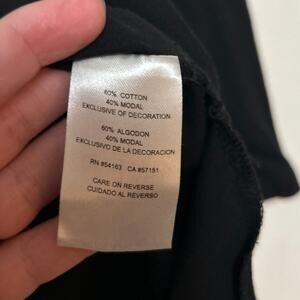 60% COTTON
40% MODAL
EXCLUSIVE OF DECORATION
60% ALGODON
40% MODAL
EXCLUSIVO DE LA DECORACION
RN #54163 CA #57151
CARE ON REVERSE
CUIDADO AL REVERSO